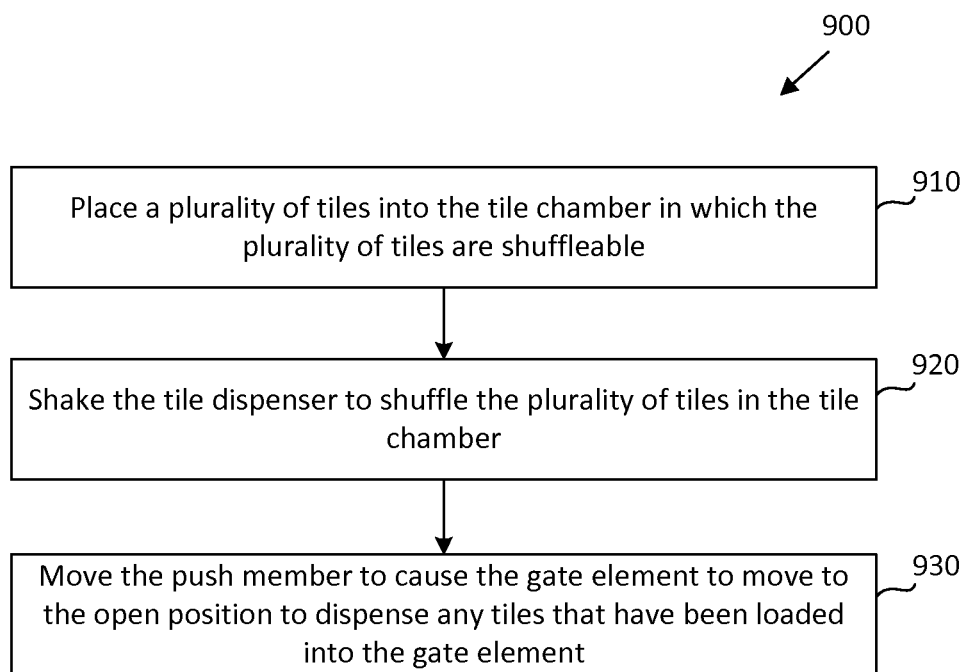 900
910
Place a plurality of tiles into the tile chamber in which the
plurality of tiles are shuffleable
920
Shake the tile dispenser to shuffle the plurality of tiles in the tile
chamber
930
Move the push member to cause the gate element to move to
the open position to dispense any tiles that have been loaded
into the gate element